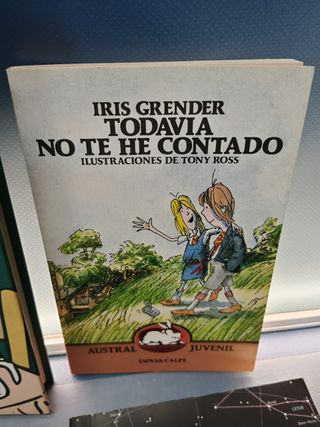 IRIS GRENDER
TODAVIA
NO TE HE CONTADO
ILUSTRACIONES DE TONY ROSS
AUSTRAL JUVENIL
ESPASA-CALPE